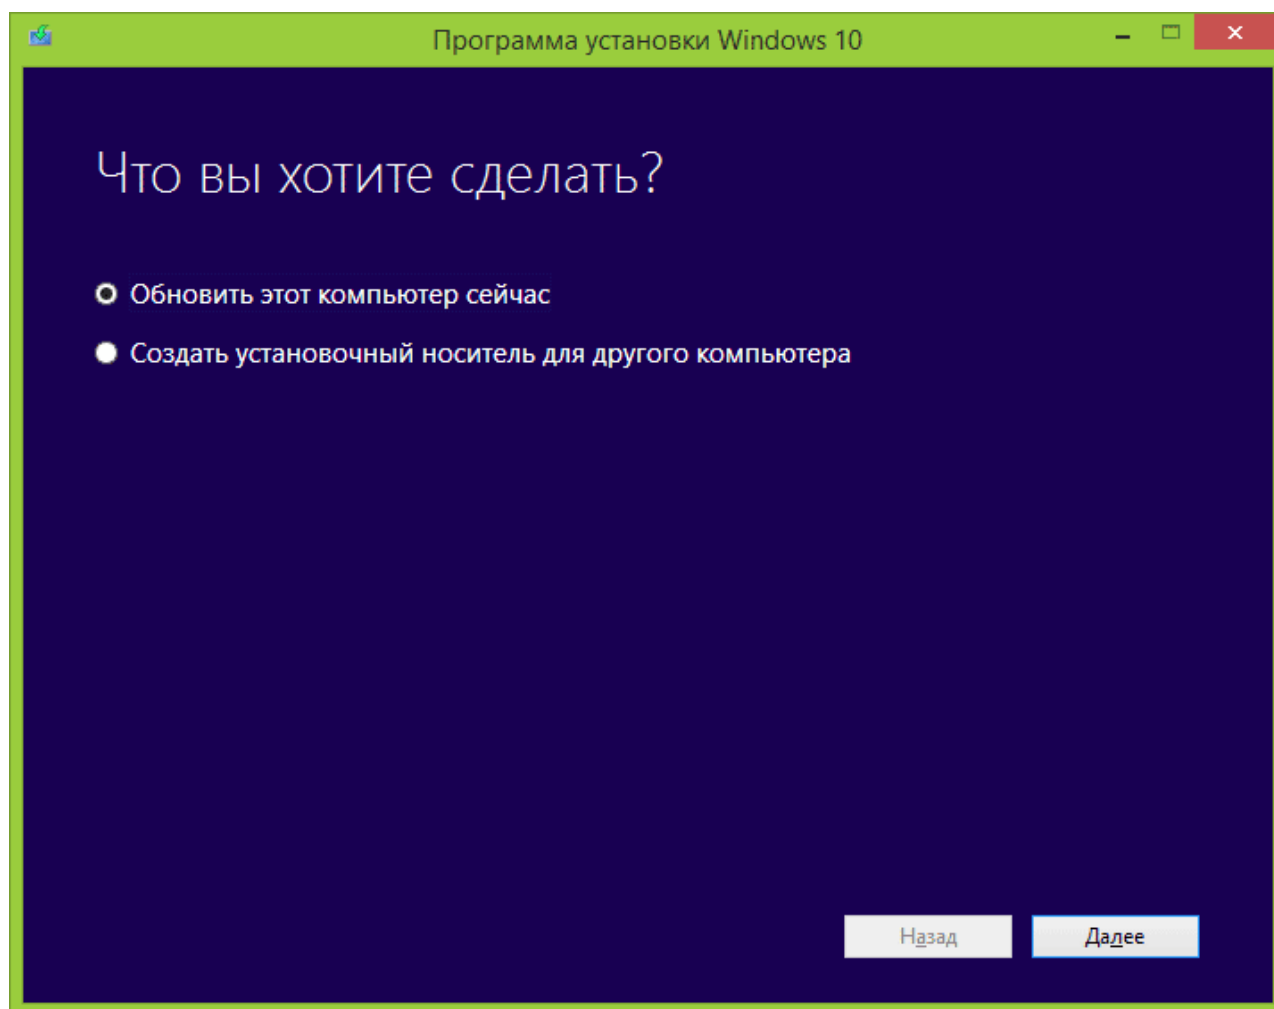 Программа установки Windows 10
Что вы хотите сделать?
Обновить этот компьютер сейчас
Создать установочный носитель для другого компьютера
Назад
Далее